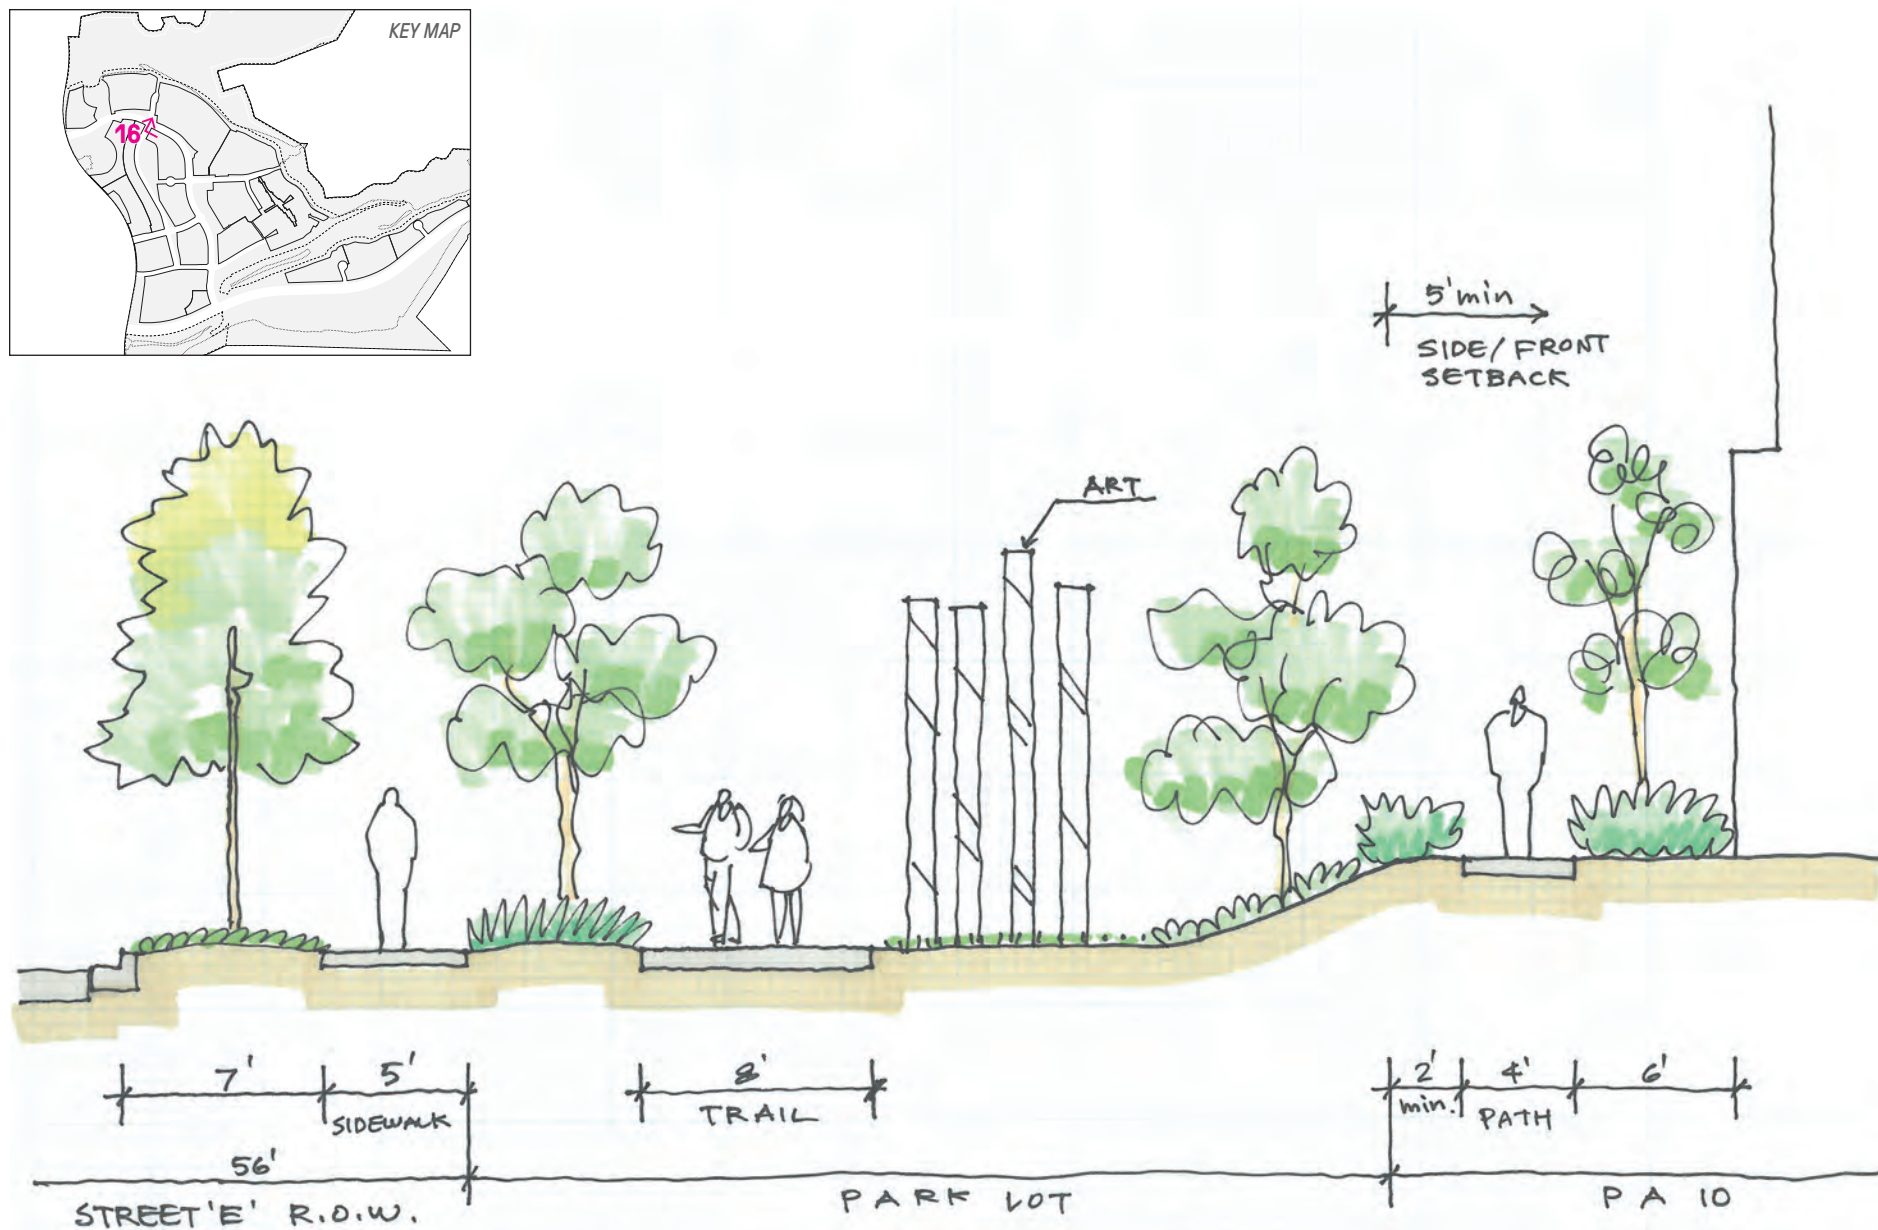 KEY MAP
16
5'min
SIDE/FRONT
SETBACK
ART
7'
5'
SIDEWALK
8'
TRAIL
2'
min.
4'
PATH
6'
56'
STREET 'E' R.O.W.
PARK LOT
PA 10